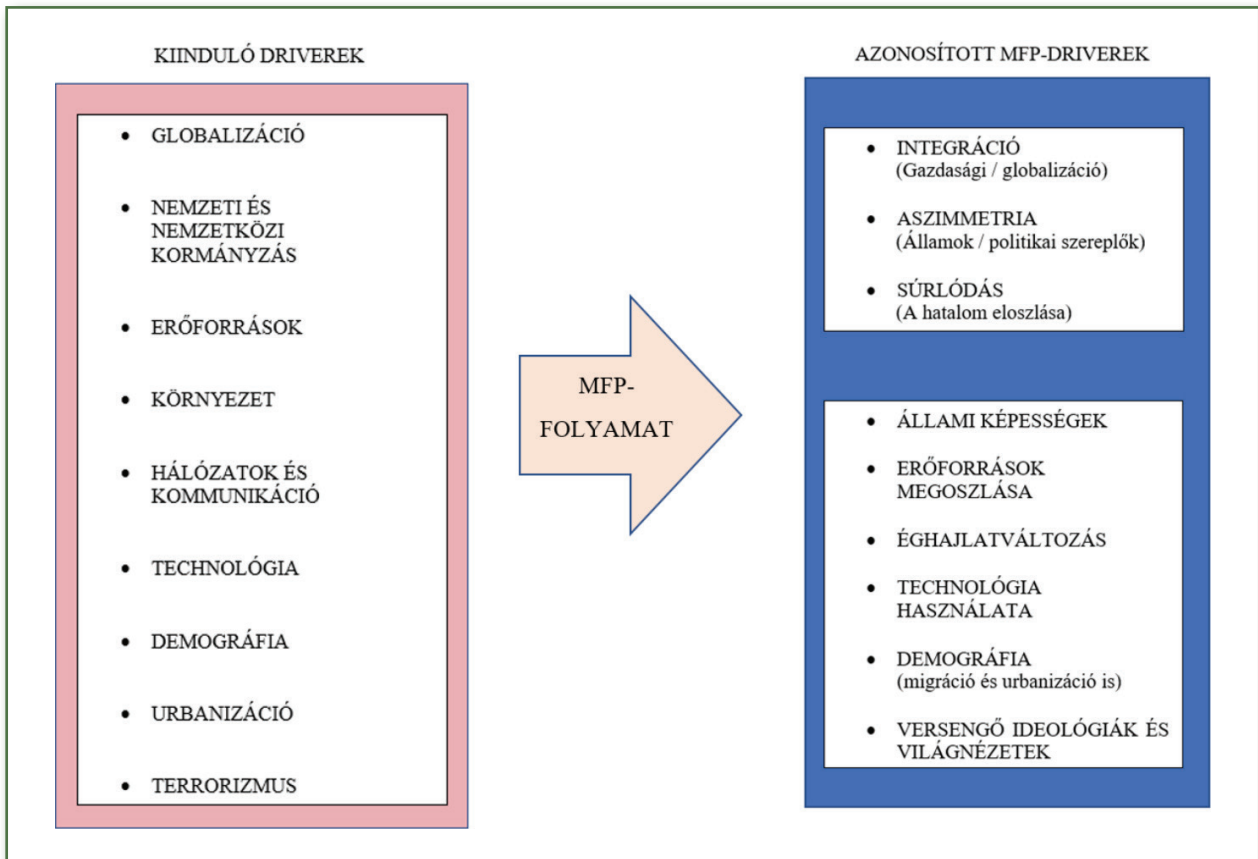 KIINDULÓ DRIVEREK
• GLOBALIZÁCIÓ
• NEMZETI ÉS
NEMZETKÖZI
KORMÁNYZÁS
• ERŐFORRÁSOK
• KÖRNYEZET
• HÁLÓZATOK ÉS
KOMMUNIKÁCIÓ
• TECHNOLÓGIA
• DEMOGRÁFIA
• URBANIZÁCIÓ
• TERRORIZMUS
MFP-
FOLYAMAT
AZONOSÍTOTT MFP-DRIVEREK
• INTEGRÁCIÓ
(Gazdasági / globalizáció)
• ASZIMMETRIA
(Államok / politikai szereplők)
• SÚRLÓDÁS
(A hatalom eloszlása)
• ÁLLAMI KÉPESSÉGEK
• ERŐFORRÁSOK
MEGOSZLÁSA
• ÉGHAJLATVÁLTOZÁS
• TECHNOLÓGIA
HASZNÁLATA
• DEMOGRÁFIA
(migráció és urbanizáció is)
• VERSENGŐ IDEOLÓGIÁK ÉS
VILÁGNÉZETEK